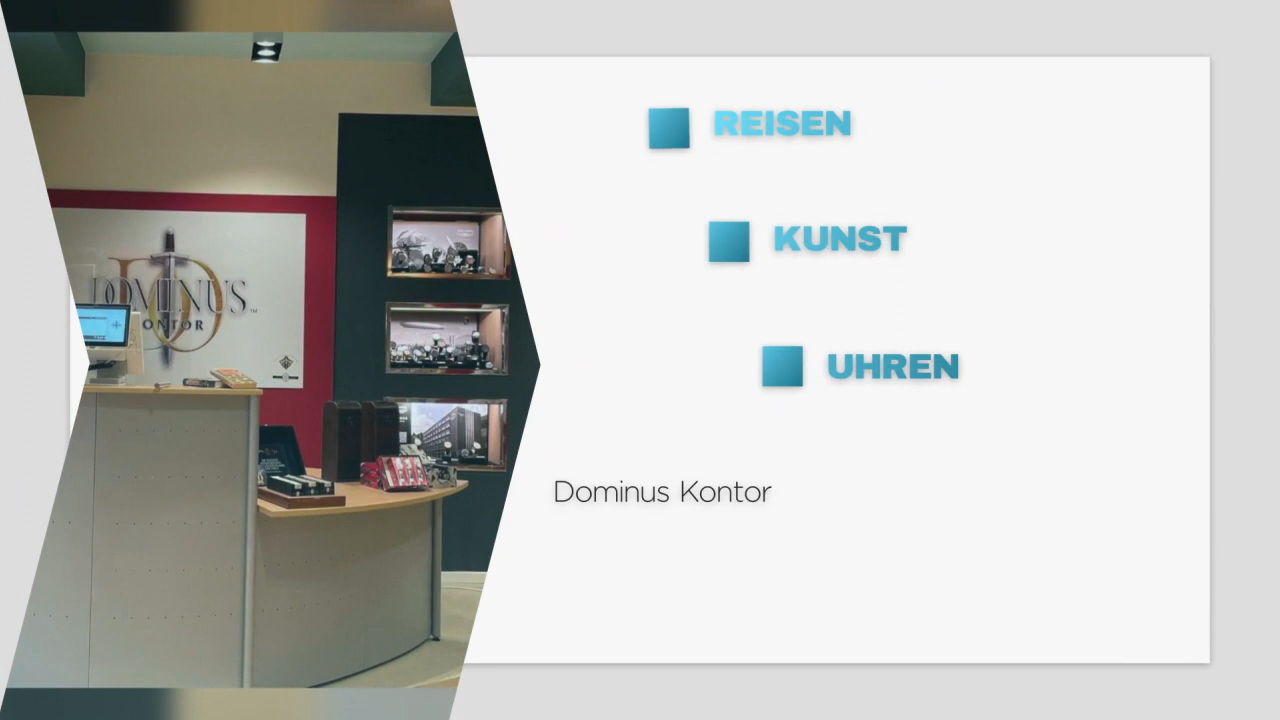 REISEN
KUNST
UHREN
Dominus Kontor
DOMINUS
KONTOR